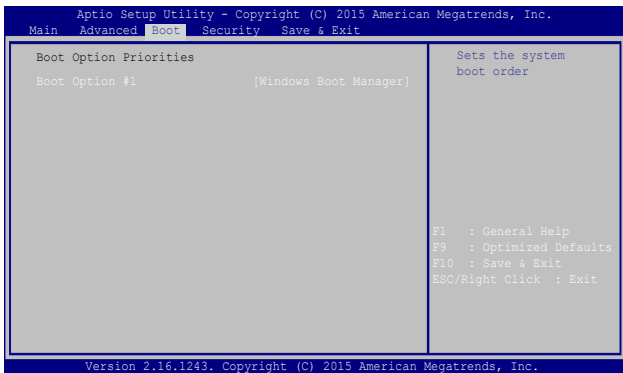 Aptio Setup Utility - Copyright (C) 2015 American Megatrends, Inc.
Main Advanced Boot Security Save & Exit
Boot Option Priorities
Boot Option #1 [Windows Boot Manager]
Sets the system
boot order
F1 : General Help
F9 : Optimized Defaults
F10 : Save & Exit
ESC/Right Click : Exit
Version 2.16.1243. Copyright (C) 2015 American Megatrends, Inc.